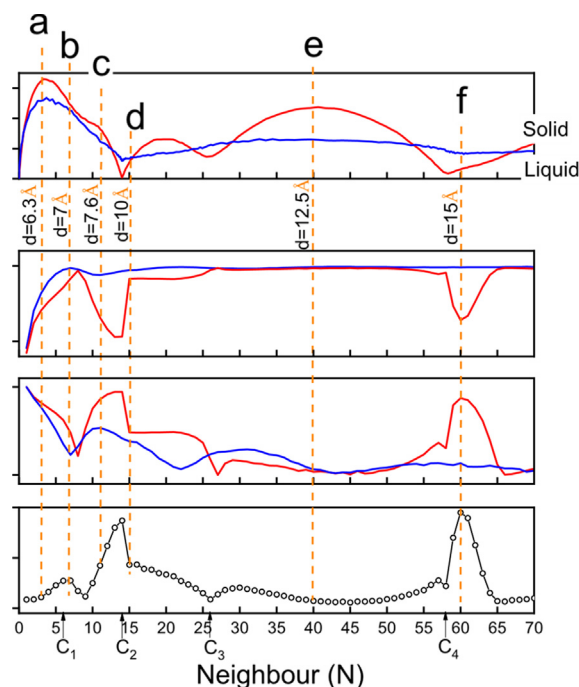 a b c d e f
Solid
Liquid
d=6.3Å d=7Å d=7.6Å d=10Å d=12.5Å d=15Å
0 5 10 15 20 25 30 35 40 45 50 55 60 65 70
C1 C2 C3 C4
Neighbour (N)